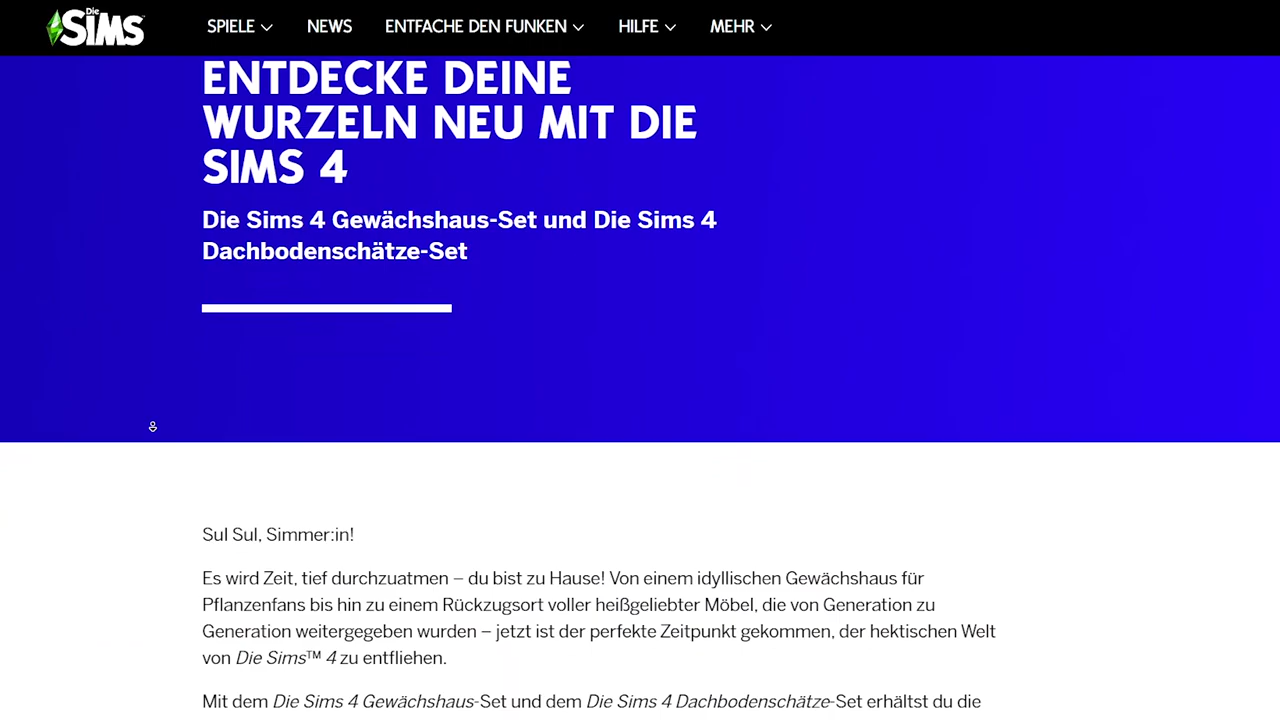 Die SiMS
SPIELE NEWS ENTFACHE DEN FUNKEN HILFE MEHR
ENTDECKE DEINE
WURZELN NEU MIT DIE
SIMS 4
Die Sims 4 Gewächshaus-Set und Die Sims 4
Dachbodenschätze-Set
Sul Sul, Simmer:in!
Es wird Zeit, tief durchzuatmen – du bist zu Hause! Von einem idyllischen Gewächshaus für
Pflanzenfans bis hin zu einem Rückzugsort voller heißgeliebter Möbel, die von Generation zu
Generation weitergegeben wurden – jetzt ist der perfekte Zeitpunkt gekommen, der hektischen Welt
von Die Sims™ 4 zu entfliehen.
Mit dem Die Sims 4 Gewächshaus-Set und dem Die Sims 4 Dachbodenschätze-Set erhältst du die